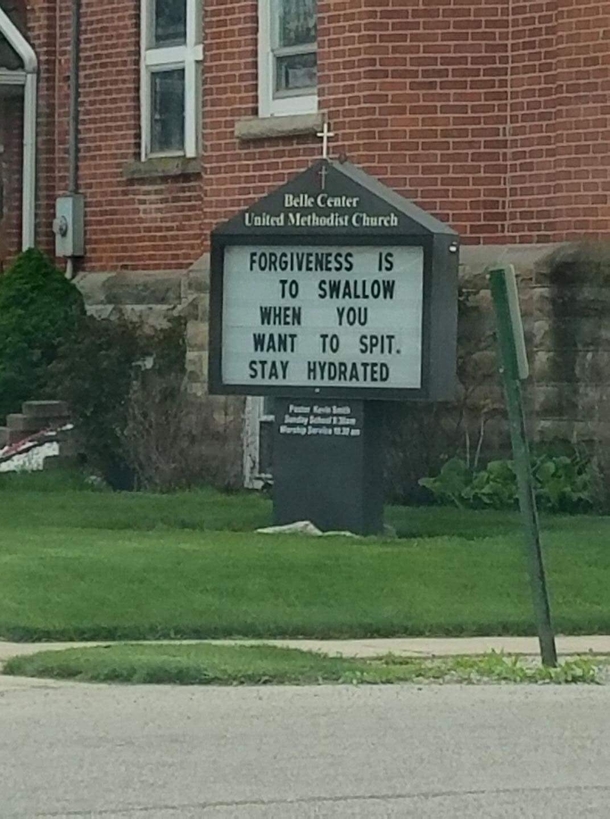 Belle Center
United Methodist Church
FORGIVENESS IS
TO SWALLOW
WHEN YOU
WANT TO SPIT.
STAY HYDRATED
Pastor Kevin Smith
Sunday School 9:30am
Worship Service 10:30 am